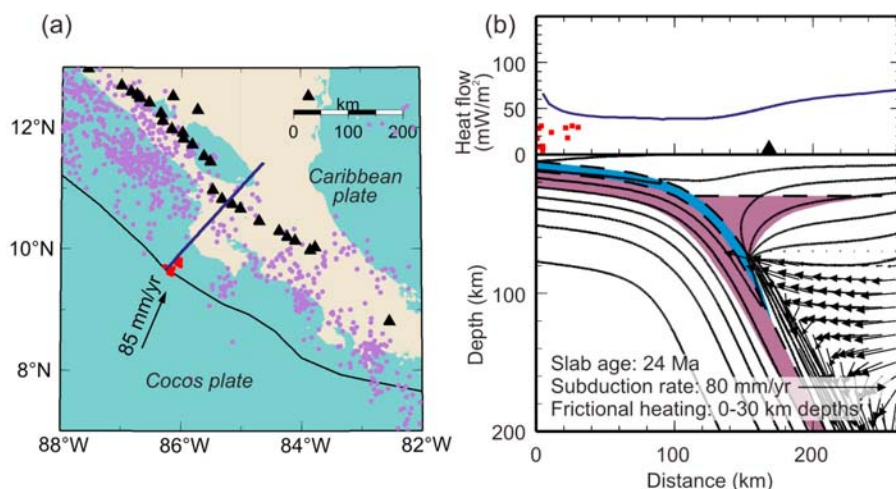 (a)
km
0 100 200
12°N
10°N
8°N
88°W 86°W 84°W 82°W
Caribbean
plate
85 mm/yr
Cocos plate
(b)
Heat flow
(mW/m²)
100
50
0
Depth (km)
100
200
Slab age: 24 Ma
Subduction rate: 80 mm/yr
Frictional heating: 0-30 km depths
0 100 200
Distance (km)